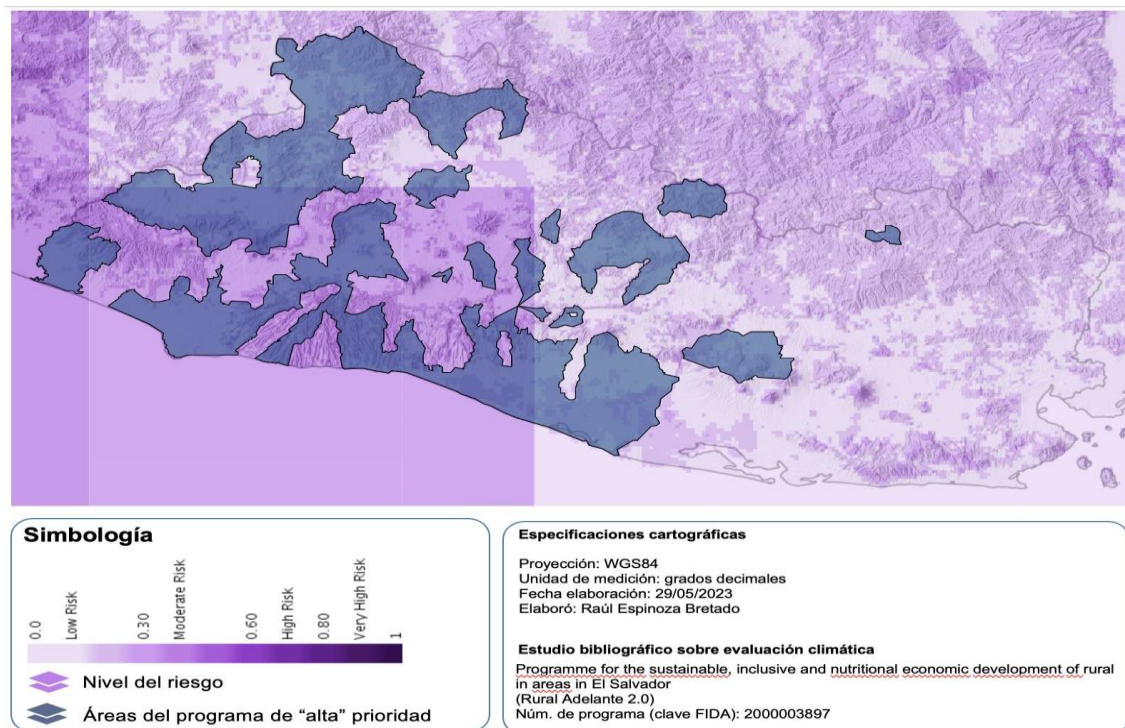 Simbología
0.0
Low Risk
0.30
Moderate Risk
0.60
High Risk
0.80
Very High Risk
1
Nivel del riesgo
Áreas del programa de “alta” prioridad
Especificaciones cartográficas
Proyección: WGS84
Unidad de medición: grados decimales
Fecha elaboración: 29/05/2023
Elaboró: Raúl Espinoza Bretado
Estudio bibliográfico sobre evaluación climática
Programme for the sustainable, inclusive and nutritional economic development of rural
in areas in El Salvador
(Rural Adelante 2.0)
Núm. de programa (clave FIDA): 2000003897